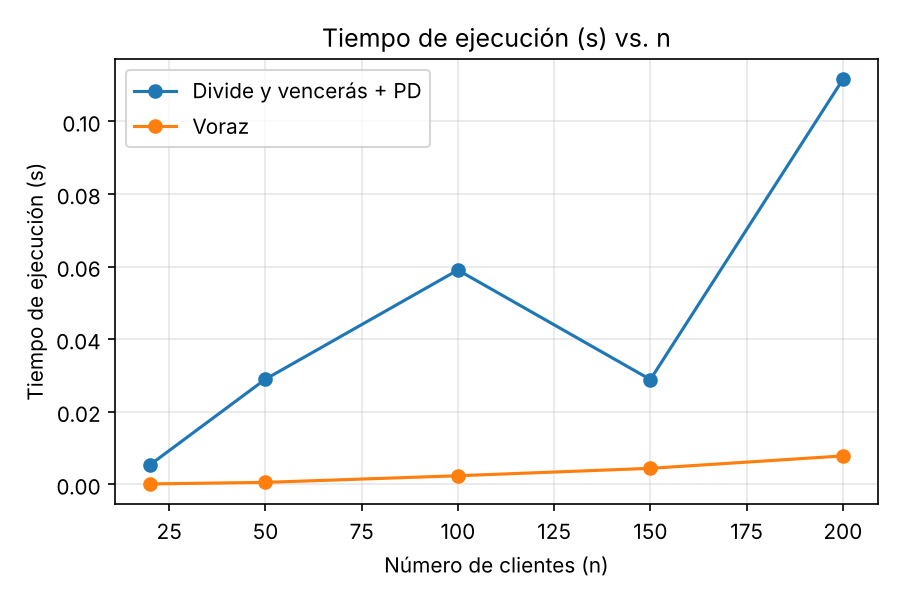 Tiempo de ejecución (s) vs. n
Divide y vencerás + PD
Voraz
Tiempo de ejecución (s)
0.10
0.08
0.06
0.04
0.02
0.00
25 50 75 100 125 150 175 200
Número de clientes (n)